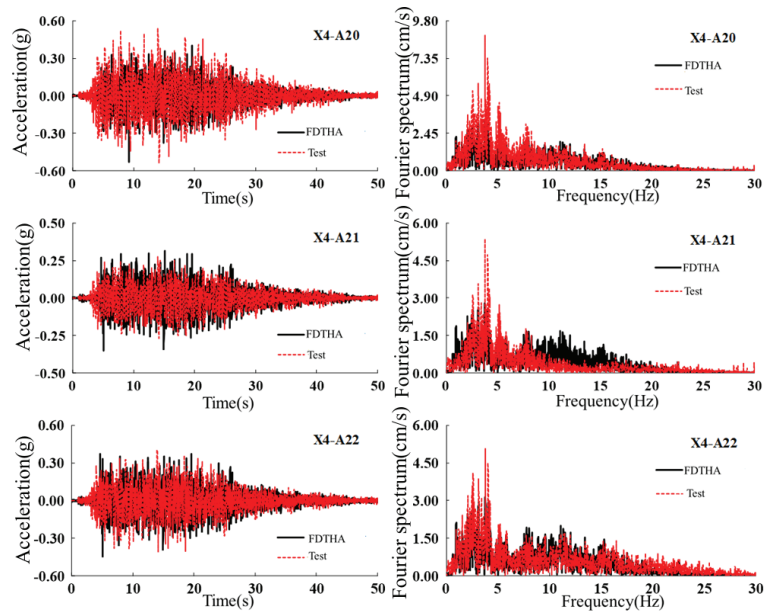 0.60
0.30
0.00
-0.30
-0.60
Acceleration(g)
X4-A20
FDTHA
Test
0 10 20 30 40 50
Time(s)
9.80
7.35
4.90
2.45
0.00
Fourier spectrum(cm/s)
X4-A20
FDTHA
Test
0 5 10 15 20 25 30
Frequency(Hz)
0.50
0.25
0.00
-0.25
-0.50
Acceleration(g)
X4-A21
FDTHA
Test
0 10 20 30 40 50
Time(s)
6.00
4.50
3.00
1.50
0.00
Fourier spectrum(cm/s)
X4-A21
FDTHA
Test
0 5 10 15 20 25 30
Frequency(Hz)
0.60
0.30
0.00
-0.30
-0.60
Acceleration(g)
X4-A22
FDTHA
Test
0 10 20 30 40 50
Time(s)
6.00
4.50
3.00
1.50
0.00
Fourier spectrum(cm/s)
X4-A22
FDTHA
Test
0 5 10 15 20 25 30
Frequency(Hz)